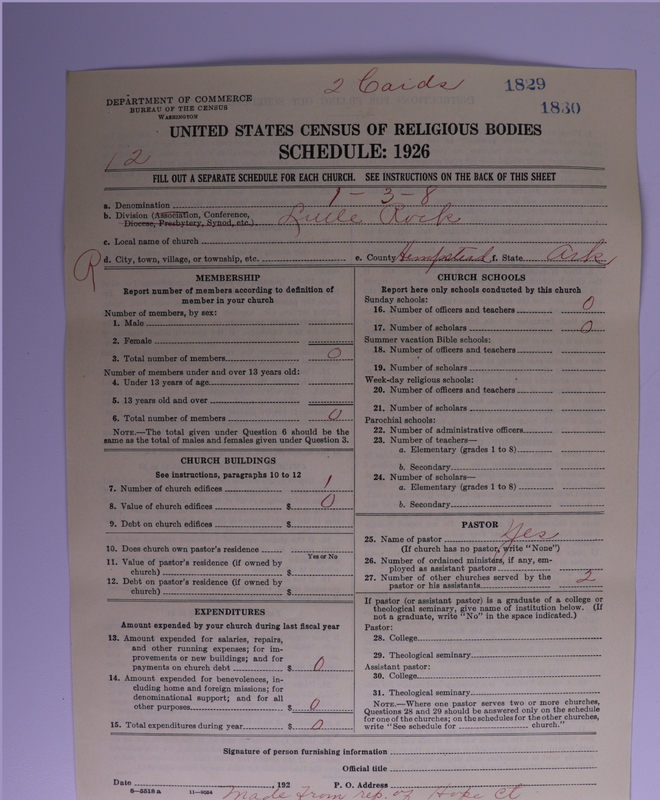 2 Cards 1829
1830
DEPARTMENT OF COMMERCE
BUREAU OF THE CENSUS
WASHINGTON
UNITED STATES CENSUS OF RELIGIOUS BODIES
12
SCHEDULE: 1926
FILL OUT A SEPARATE SCHEDULE FOR EACH CHURCH. SEE INSTRUCTIONS ON THE BACK OF THIS SHEET
a. Denomination 1-3-8
b. Division (Association, Conference, Diocese, Presbytery, Synod, etc.) Little Rock
c. Local name of church
R d. City, town, village, or township, etc. e. County Hempstead f. State Ark
MEMBERSHIP
Report number of members according to definition of
member in your church
Number of members, by sex:
1. Male
2. Female
3. Total number of members 0
Number of members under and over 13 years old:
4. Under 13 years of age
5. 13 years old and over
6. Total number of members 0
NOTE.—The total given under Question 6 should be the
same as the total of males and females given under Question 3.
CHURCH BUILDINGS
See instructions, paragraphs 10 to 12
7. Number of church edifices 1
8. Value of church edifices $ 0
9. Debt on church edifices $
10. Does church own pastor's residence
Yes or No
11. Value of pastor's residence (if owned by
church) $
12. Debt on pastor's residence (if owned by
church) $
EXPENDITURES
Amount expended by your church during last fiscal year
13. Amount expended for salaries, repairs,
and other running expenses; for im-
provements or new buildings; and for
payments on church debt $ 0
14. Amount expended for benevolences, in-
cluding home and foreign missions; for
denominational support; and for all
other purposes $ 0
15. Total expenditures during year $ 0
CHURCH SCHOOLS
Report here only schools conducted by this church
Sunday schools:
16. Number of officers and teachers 0
17. Number of scholars 0
Summer vacation Bible schools:
18. Number of officers and teachers
19. Number of scholars
Week-day religious schools:
20. Number of officers and teachers
21. Number of scholars
Parochial schools:
22. Number of administrative officers
23. Number of teachers—
a. Elementary (grades 1 to 8)
b. Secondary
24. Number of scholars—
a. Elementary (grades 1 to 8)
b. Secondary
PASTOR
25. Name of pastor Yes
(If church has no pastor, write "None")
26. Number of ordained ministers, if any, em-
ployed as assistant pastors
27. Number of other churches served by the
pastor or his assistants 2
If pastor (or assistant pastor) is a graduate of a college or
theological seminary, give name of institution below. (If
not a graduate, write "No" in the space indicated.)
Pastor:
28. College
29. Theological seminary
Assistant pastor:
30. College
31. Theological seminary
NOTE.—Where one pastor serves two or more churches,
Questions 28 and 29 should be answered only on the schedule
for one of the churches; on the schedules for the other churches,
write "See schedule for church."
Signature of person furnishing information
Official title
Date , 192 P. O. Address
8—5518 a 11—9684 Made from rep. of Hope Ct